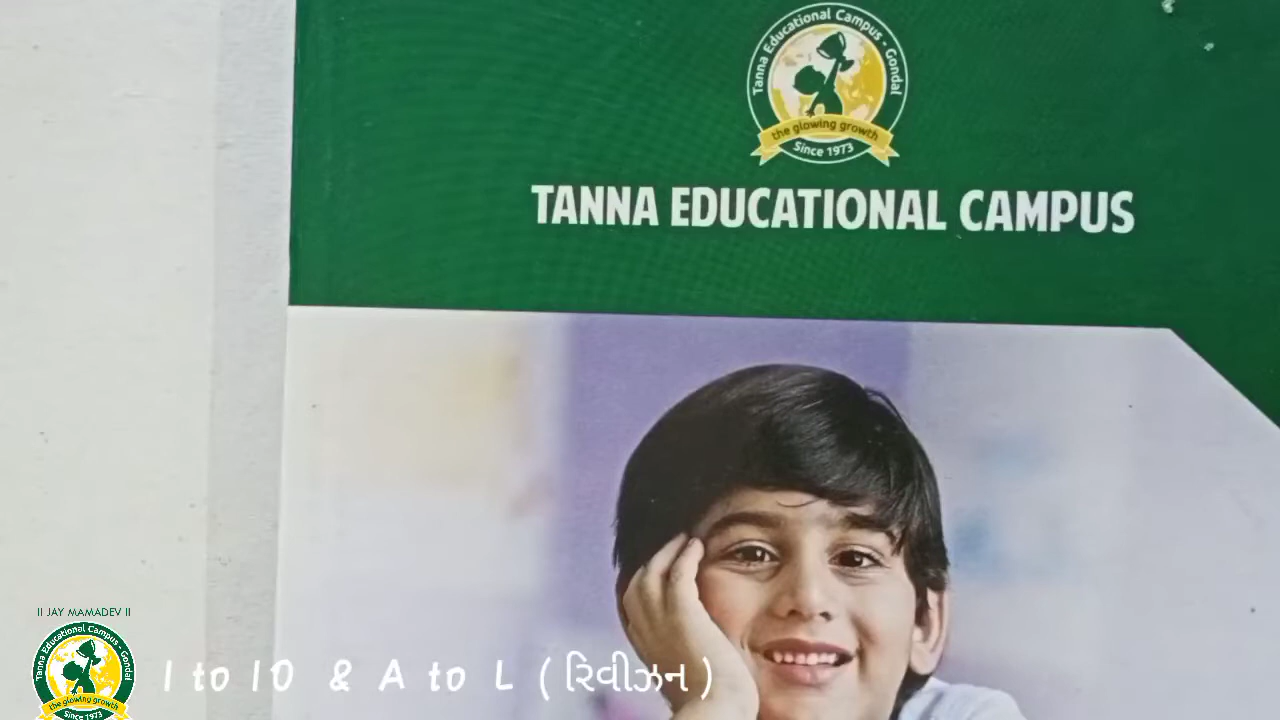 Tanna Educational Campus - Gondal
the glowing growth
Since 1973
TANNA EDUCATIONAL CAMPUS
II JAY MAMADEV II
Tanna Educational Campus - Gondal
the glowing growth
Since 1973
1 to 10 & A to L ( રિવીઝન )